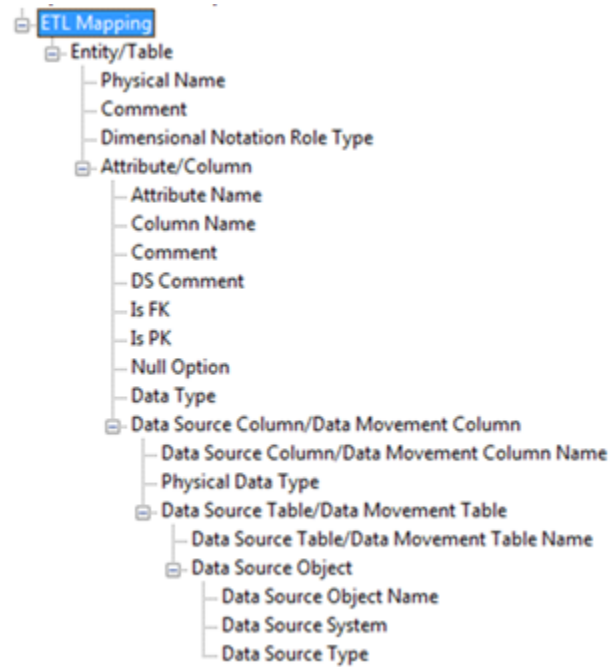 ETL Mapping
Entity/Table
Physical Name
Comment
Dimensional Notation Role Type
Attribute/Column
Attribute Name
Column Name
Comment
DS Comment
Is FK
Is PK
Null Option
Data Type
Data Source Column/Data Movement Column
Data Source Column/Data Movement Column Name
Physical Data Type
Data Source Table/Data Movement Table
Data Source Table/Data Movement Table Name
Data Source Object
Data Source Object Name
Data Source System
Data Source Type